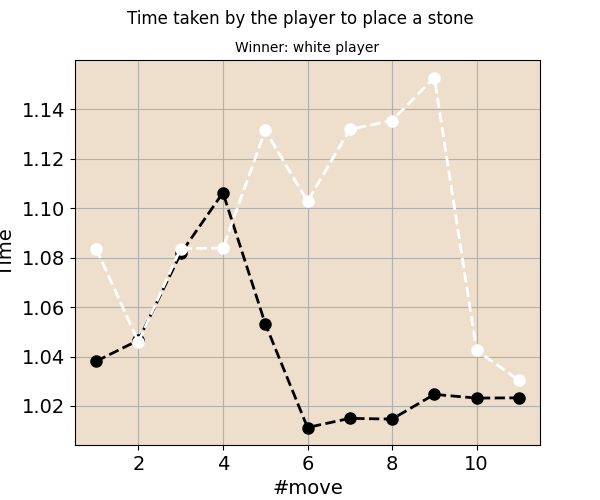 Time taken by the player to place a stone
Winner: white player
1.14
1.12
1.10
1.08
1.06
1.04
1.02
Time
2 4 6 8 10
#move